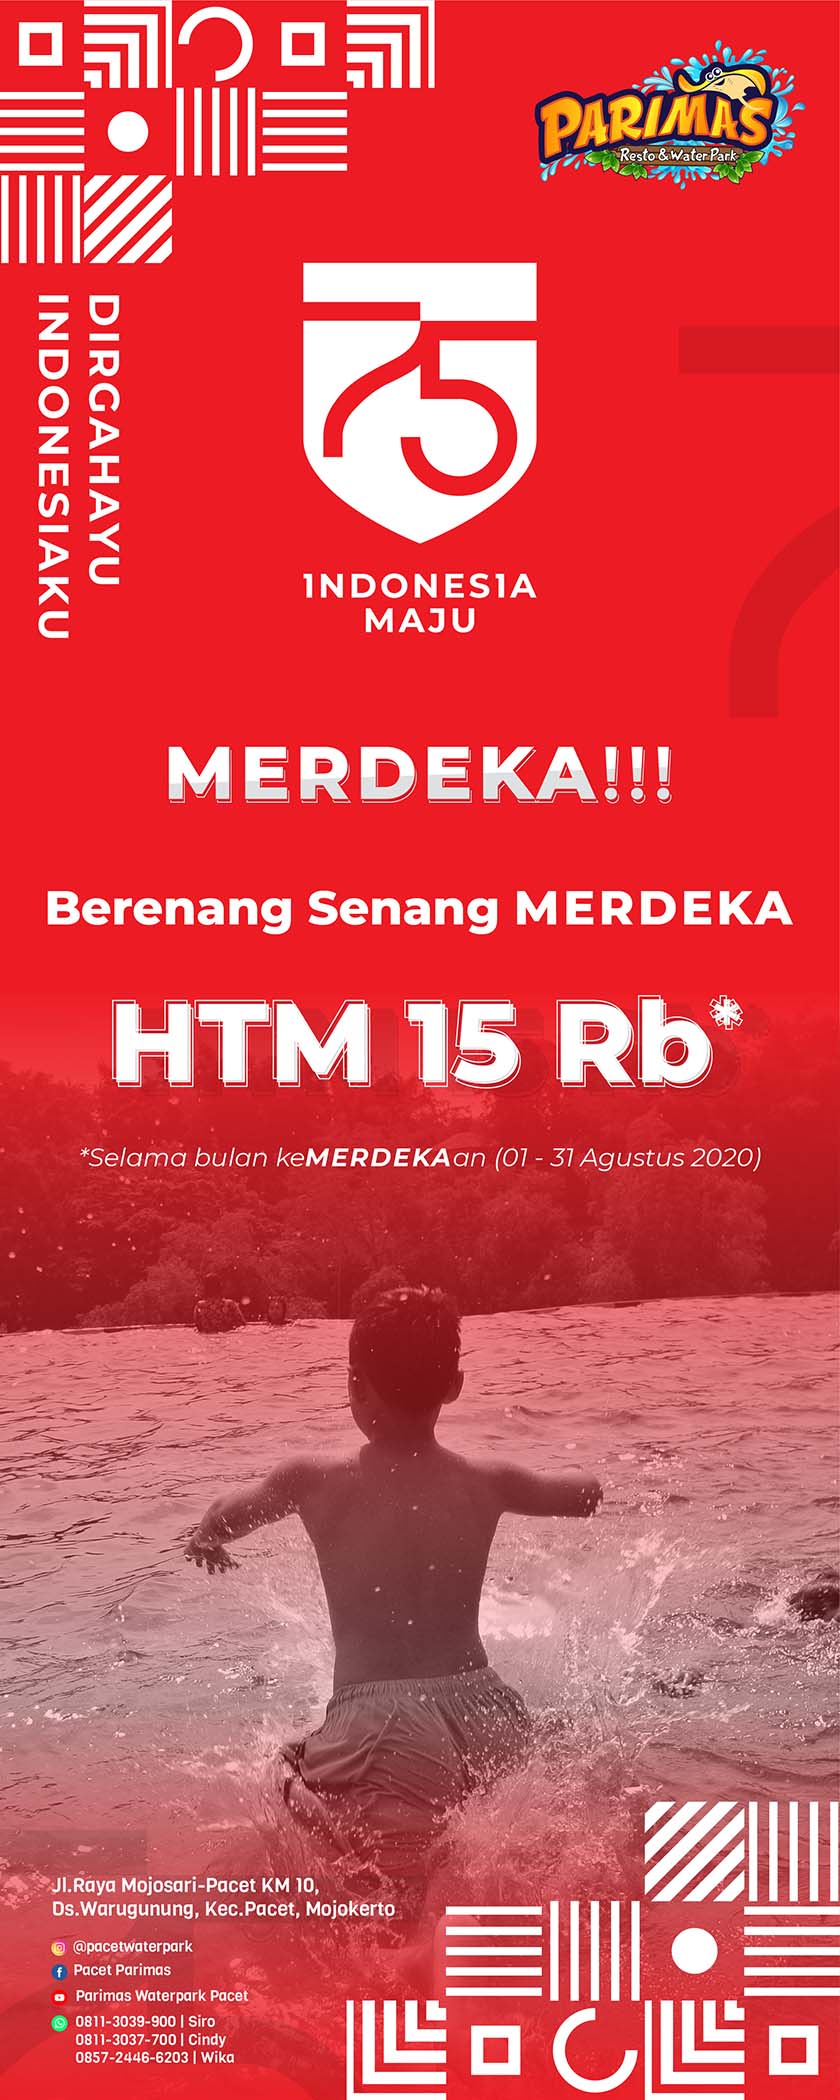 PARIMAS
Resto & Water Park
DIRGAHAYU
INDONESIAKU
75
1NDONES1A
MAJU
MERDEKA!!!
Berenang Senang MERDEKA
HTM 15 Rb*
*Selama bulan keMERDEKAan (01 - 31 Agustus 2020)
Jl.Raya Mojosari-Pacet KM 10,
Ds.Warugunung, Kec.Pacet, Mojokerto
@pacetwaterpark
Pacet Parimas
Parimas Waterpark Pacet
0811-3039-900 | Siro
0811-3037-700 | Cindy
0857-2446-6203 | Wika